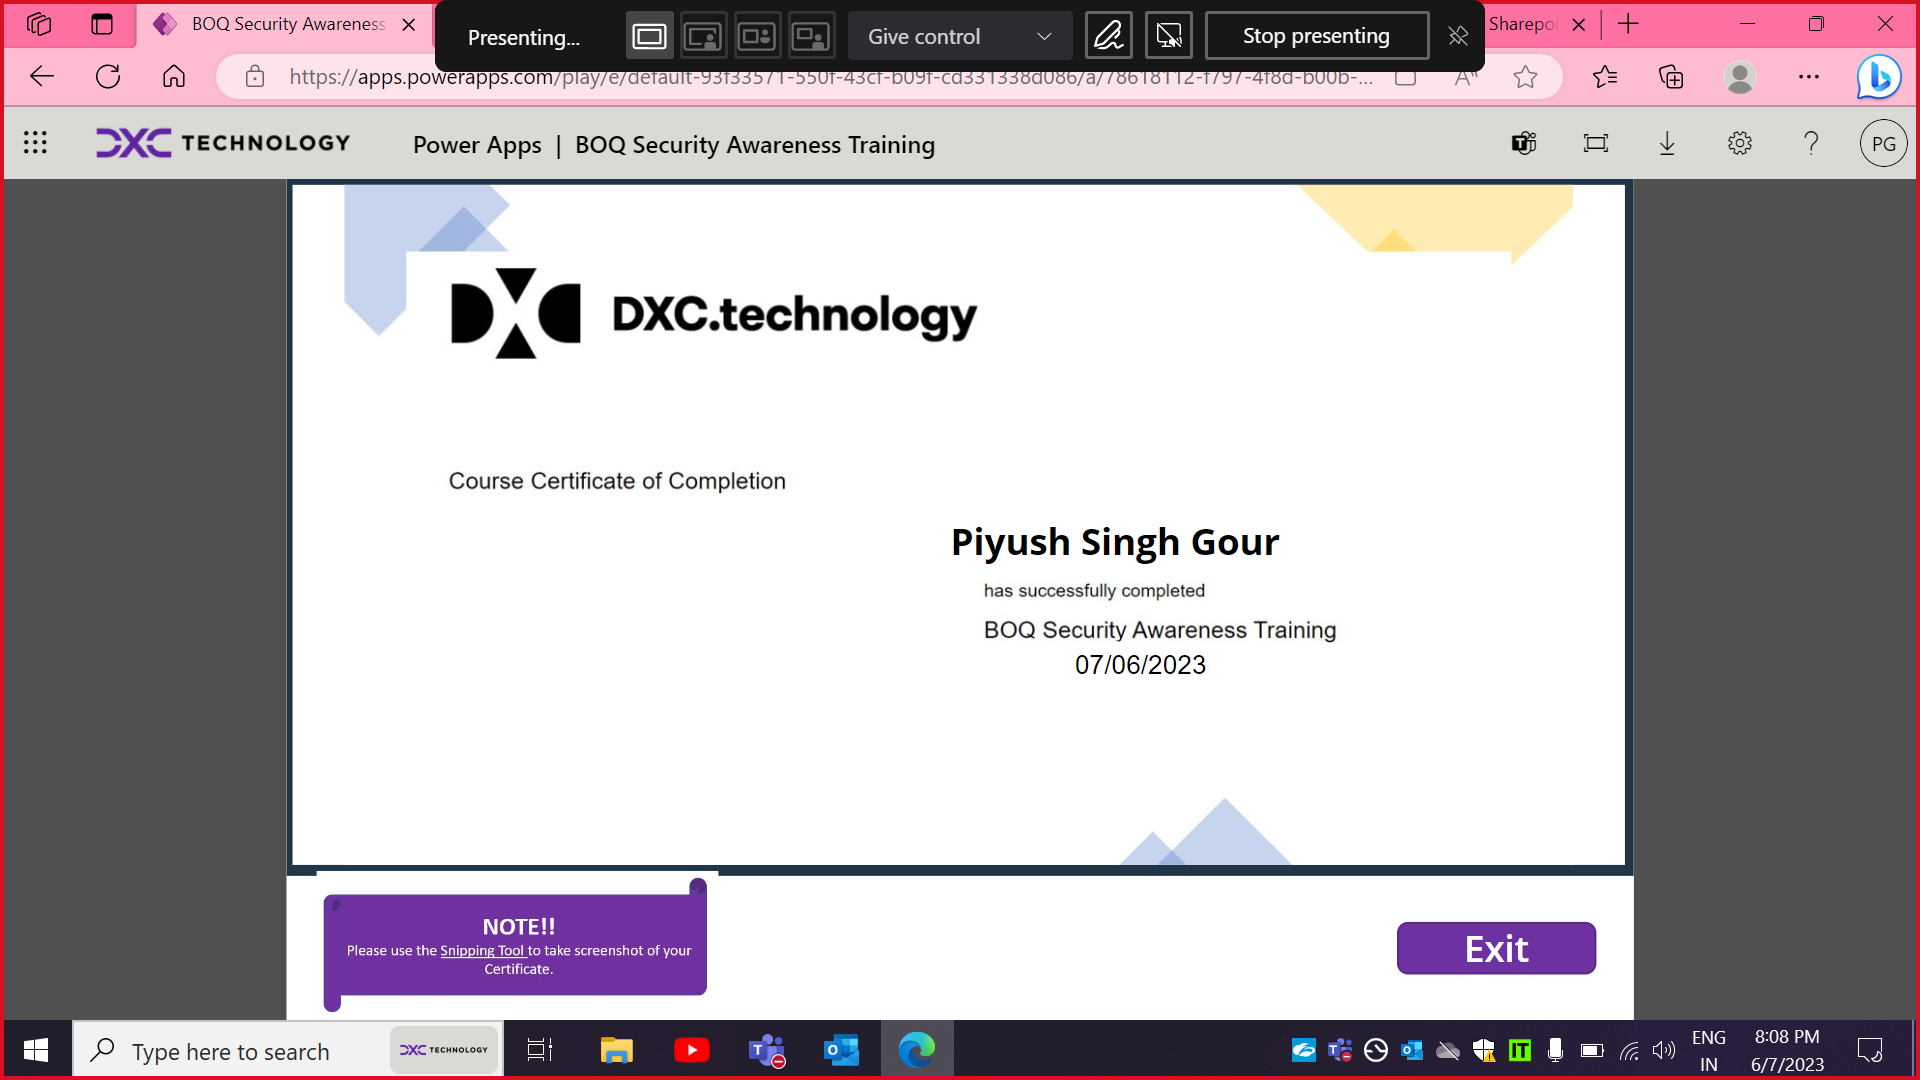 BOQ Security Awareness
Presenting...
Give control
Stop presenting
Sharepoi
https://apps.powerapps.com/play/e/default-93f33571-550f-43cf-b09f-cd331338d086/a/78618112-f797-4f8d-b00b-...
DXC TECHNOLOGY
Power Apps | BOQ Security Awareness Training
PG
DXC.technology
Course Certificate of Completion
Piyush Singh Gour
has successfully completed
BOQ Security Awareness Training
07/06/2023
NOTE!!
Please use the Snipping Tool to take screenshot of your
Certificate.
Exit
Type here to search
DXC TECHNOLOGY
IT
ENG
IN
8:08 PM
6/7/2023